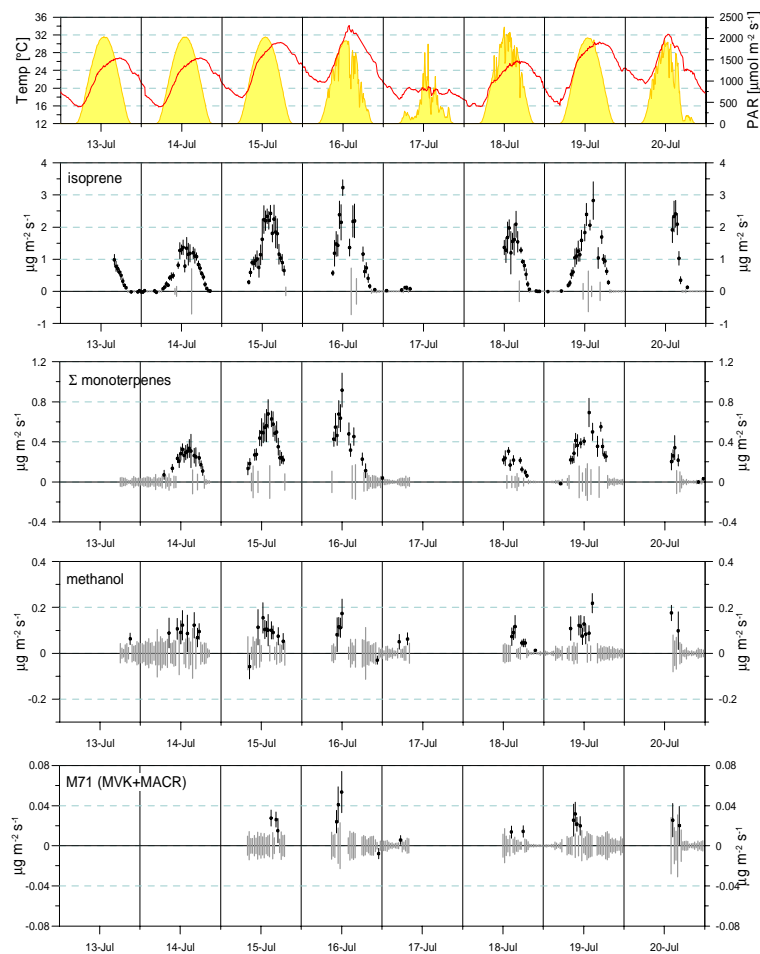 36 2500
32 2000
28
24 1500
20 1000
16 500
12 0
Temp [°C]
PAR [µmol m-2 s-1]
13-Jul 14-Jul 15-Jul 16-Jul 17-Jul 18-Jul 19-Jul 20-Jul
isoprene
4 4
3 3
2 2
1 1
0 0
-1 -1
µg m-2 s-1
µg m-2 s-1
13-Jul 14-Jul 15-Jul 16-Jul 17-Jul 18-Jul 19-Jul 20-Jul
Σ monoterpenes
1.2 1.2
0.8 0.8
0.4 0.4
0 0
-0.4 -0.4
µg m-2 s-1
µg m-2 s-1
13-Jul 14-Jul 15-Jul 16-Jul 17-Jul 18-Jul 19-Jul 20-Jul
methanol
0.4 0.4
0.2 0.2
0 0
-0.2 -0.2
µg m-2 s-1
µg m-2 s-1
13-Jul 14-Jul 15-Jul 16-Jul 17-Jul 18-Jul 19-Jul 20-Jul
M71 (MVK+MACR)
0.08 0.08
0.04 0.04
0 0
-0.04 -0.04
-0.08 -0.08
µg m-2 s-1
µg m-2 s-1
13-Jul 14-Jul 15-Jul 16-Jul 17-Jul 18-Jul 19-Jul 20-Jul